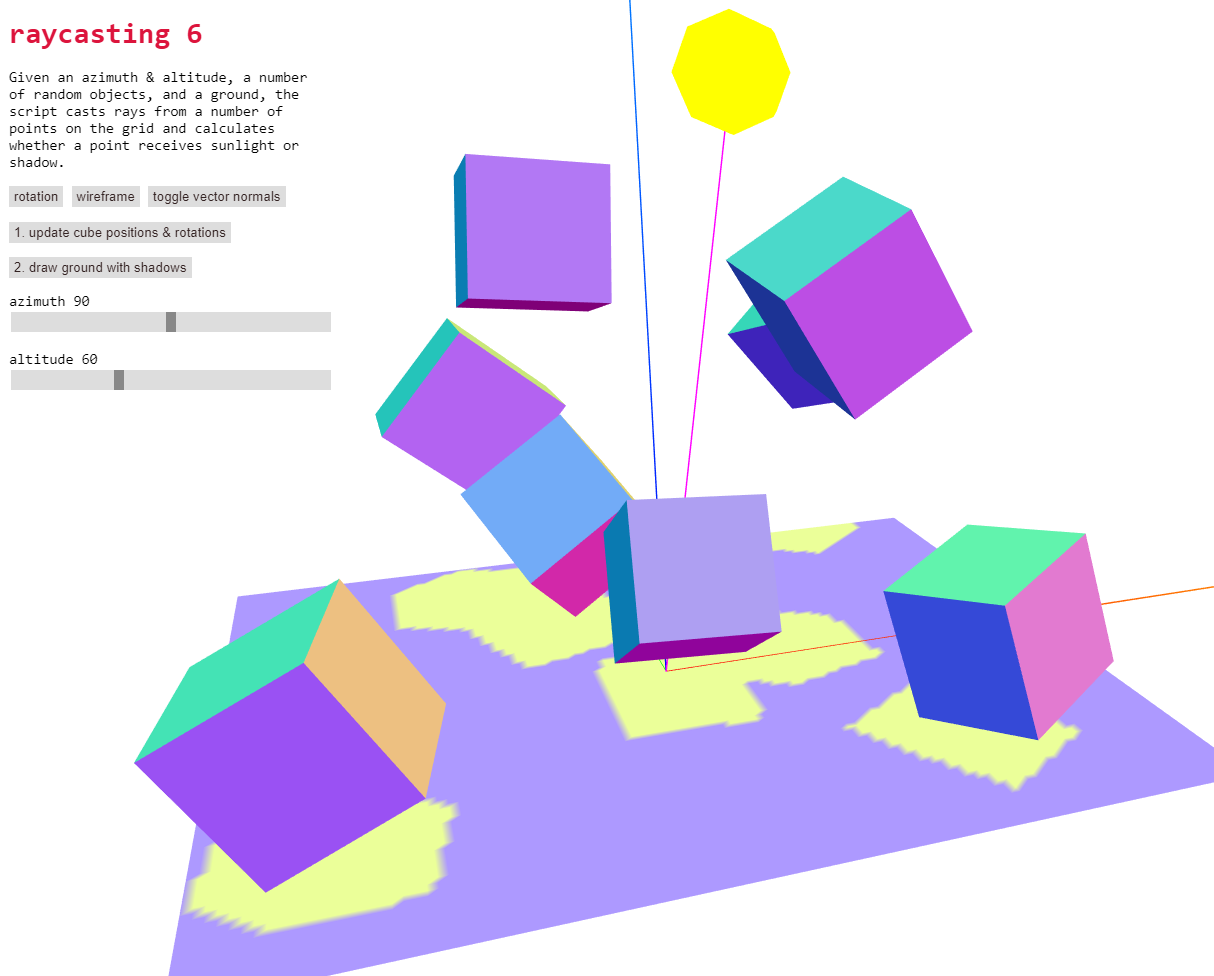 raycasting 6
Given an azimuth & altitude, a number
of random objects, and a ground, the
script casts rays from a number of
points on the grid and calculates
whether a point receives sunlight or
shadow.
rotation wireframe toggle vector normals
1. update cube positions & rotations
2. draw ground with shadows
azimuth 90
altitude 60